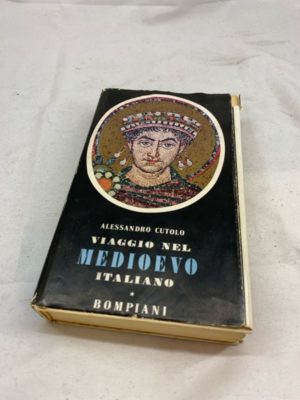 ALESSANDRO CUTOLO
VIAGGIO NEL
MEDIOEVO
ITALIANO
*
BOMPIANI